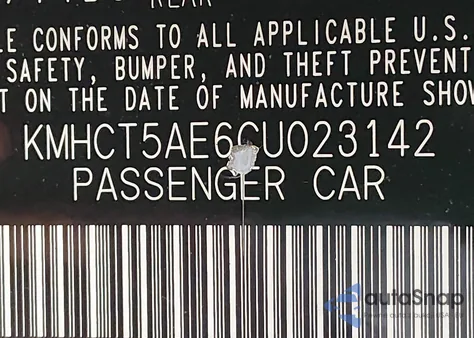 REAR
E CONFORMS TO ALL APPLICABLE U.S.
SAFETY, BUMPER, AND THEFT PREVENT
T ON THE DATE OF MANUFACTURE SHOW
KMHCT5AE6CU023142
PASSENGER CAR
autoSnap